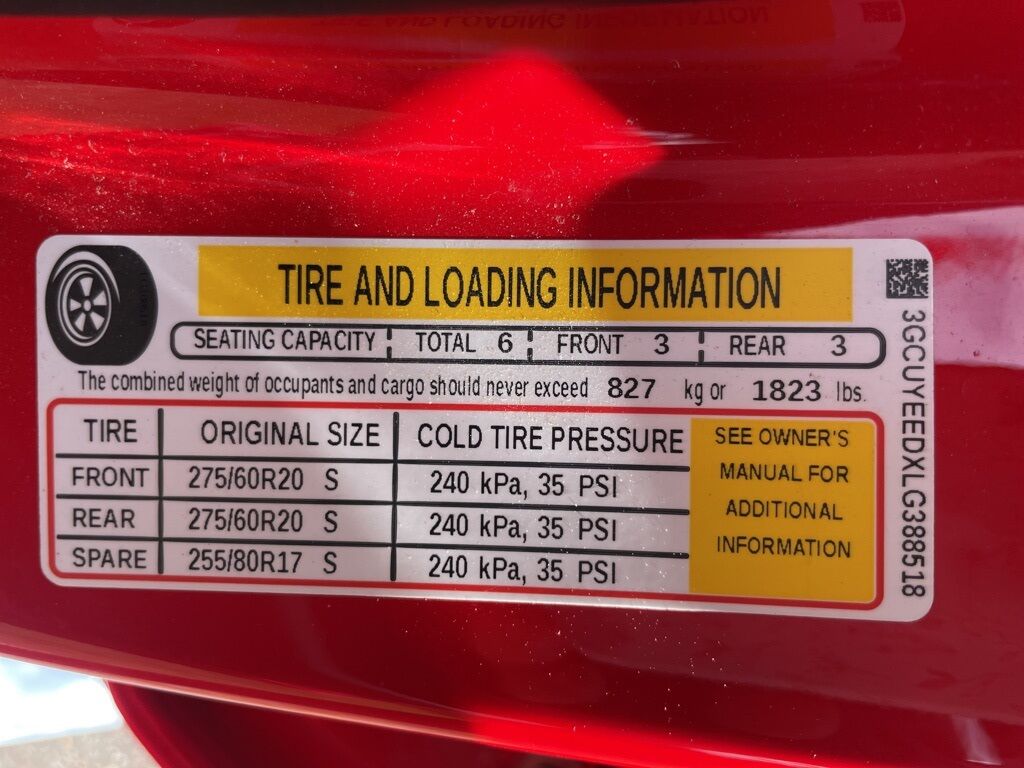 TIRE AND LOADING INFORMATION
SEATING CAPACITY TOTAL 6 FRONT 3 REAR 3
The combined weight of occupants and cargo should never exceed 827 kg or 1823 lbs.
TIRE ORIGINAL SIZE COLD TIRE PRESSURE
FRONT 275/60R20 S 240 kPa, 35 PSI
REAR 275/60R20 S 240 kPa, 35 PSI
SPARE 255/80R17 S 240 kPa, 35 PSI
SEE OWNER'S
MANUAL FOR
ADDITIONAL
INFORMATION
3GCUYEEDXLG388518